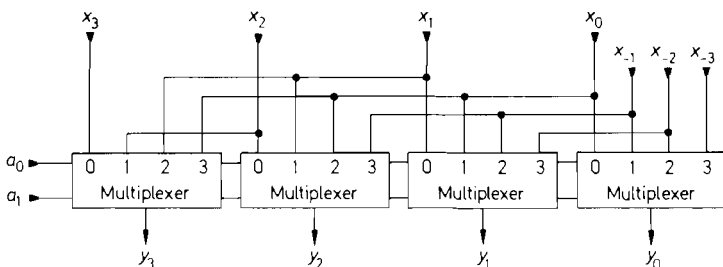 x₃ x₂ x₁ x₀
x₋₁ x₋₂ x₋₃
a₀ 0 1 2 3 0 1 2 3 0 1 2 3 0 1 2 3
a₁ Multiplexer Multiplexer Multiplexer Multiplexer
y₃ y₂ y₁ y₀